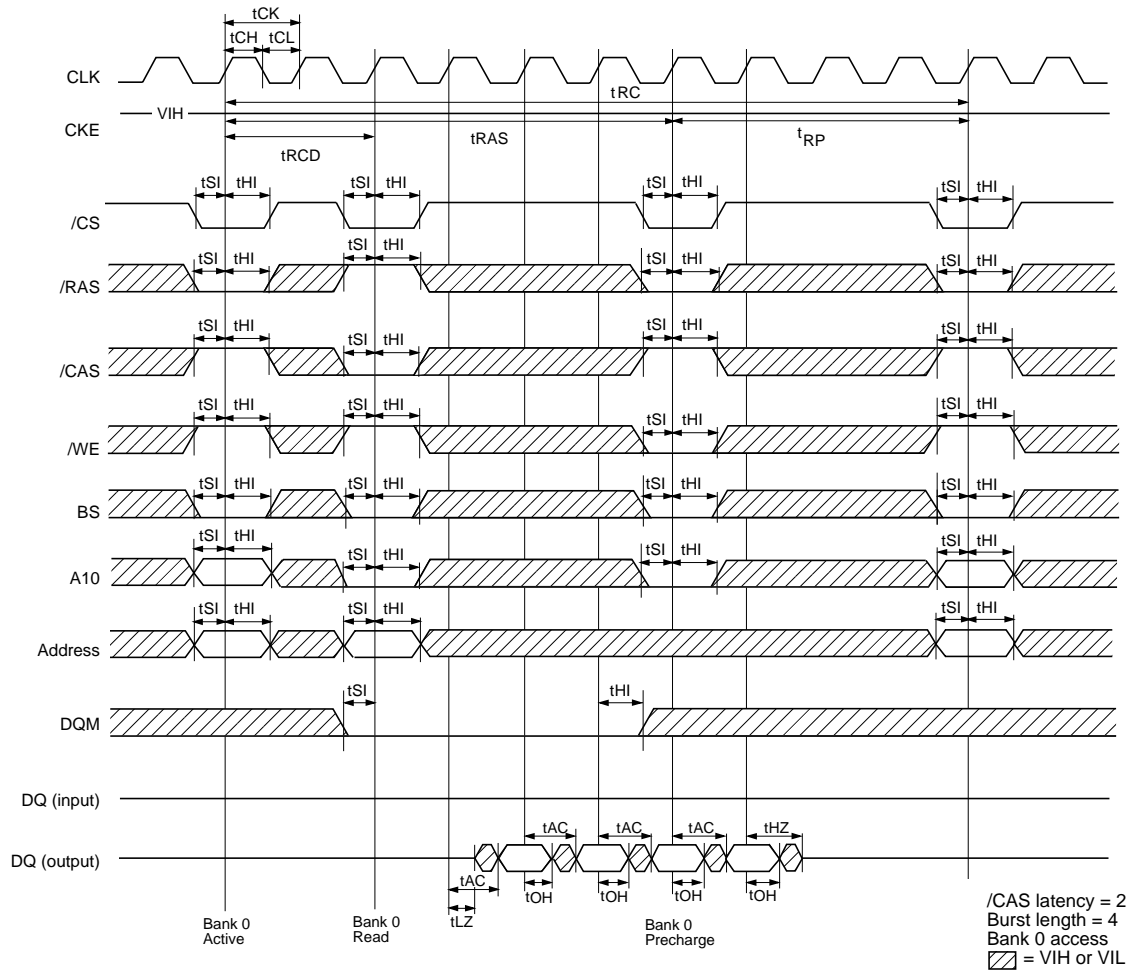 tCK
tCH tCL
CLK
tRC
VIH
CKE
tRAS
tRP
tRCD
tSI tHI tSI tHI tSI tHI tSI tHI
/CS
tSI tHI tSI tHI tSI tHI tSI tHI
/RAS
tSI tHI tSI tHI tSI tHI tSI tHI
/CAS
tSI tHI tSI tHI tSI tHI tSI tHI
/WE
tSI tHI tSI tHI tSI tHI tSI tHI
BS
tSI tHI tSI tHI tSI tHI tSI tHI
A10
tSI tHI tSI tHI tSI tHI
Address
tSI tHI
DQM
DQ (input)
tAC tAC tAC tHZ
DQ (output)
tAC
tOH tOH tOH tOH
tLZ
Bank 0
Active
Bank 0
Read
Bank 0
Precharge
/CAS latency = 2
Burst length = 4
Bank 0 access
= VIH or VIL